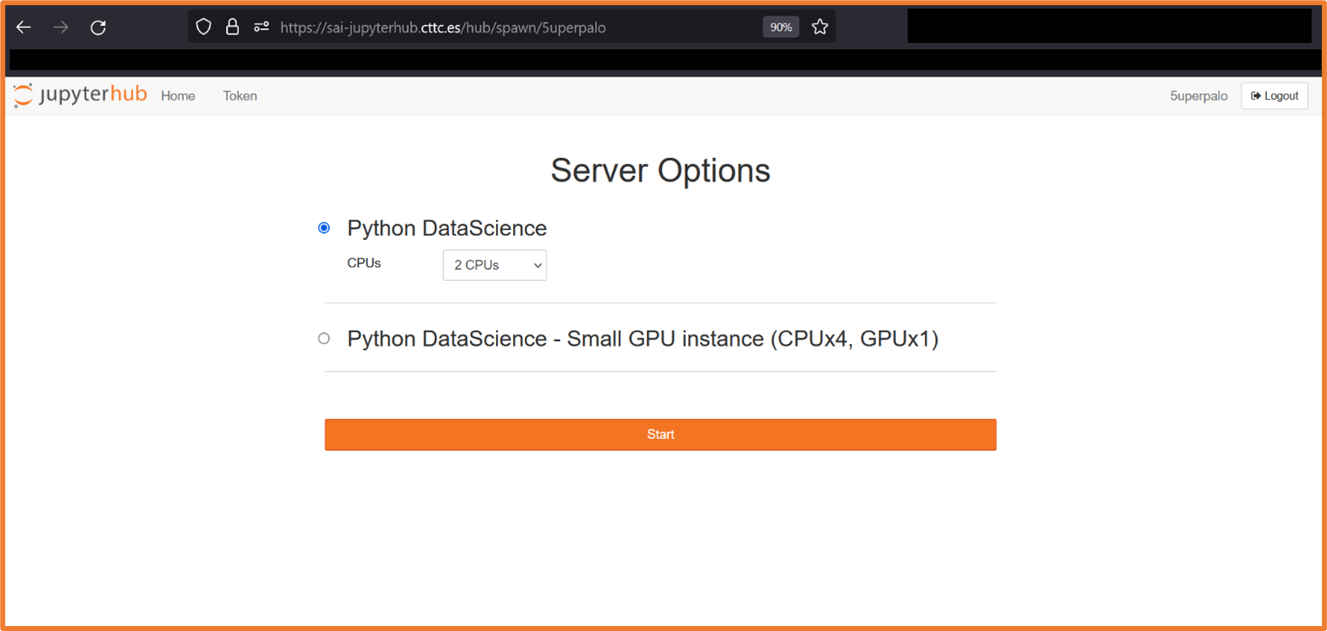 https://sai-jupyterhub.cttc.es/hub/spawn/5uperpalo 90%
jupyterhub Home Token 5uperpalo Logout
Server Options
Python DataScience
CPUs 2 CPUs
Python DataScience - Small GPU instance (CPUx4, GPUx1)
Start